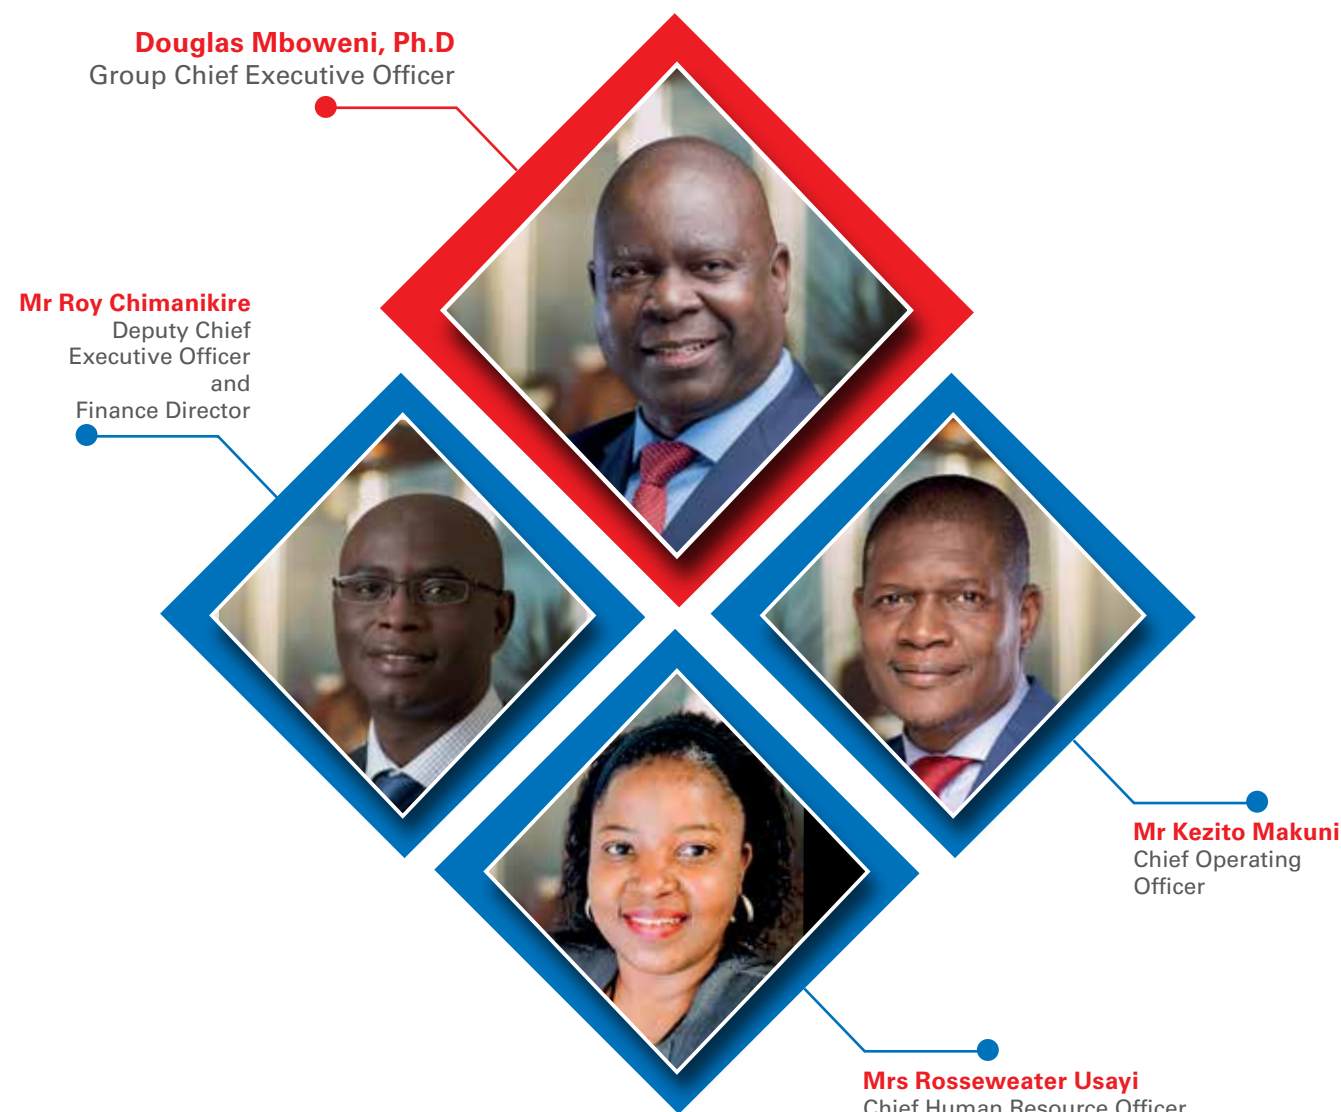 Douglas Mboweni, Ph.D
Group Chief Executive Officer
Mr Roy Chimanikire
Deputy Chief
Executive Officer
and
Finance Director
Mr Kezito Makuni
Chief Operating
Officer
Mrs Rosseweater Usayi
Chief Human Resource Officer